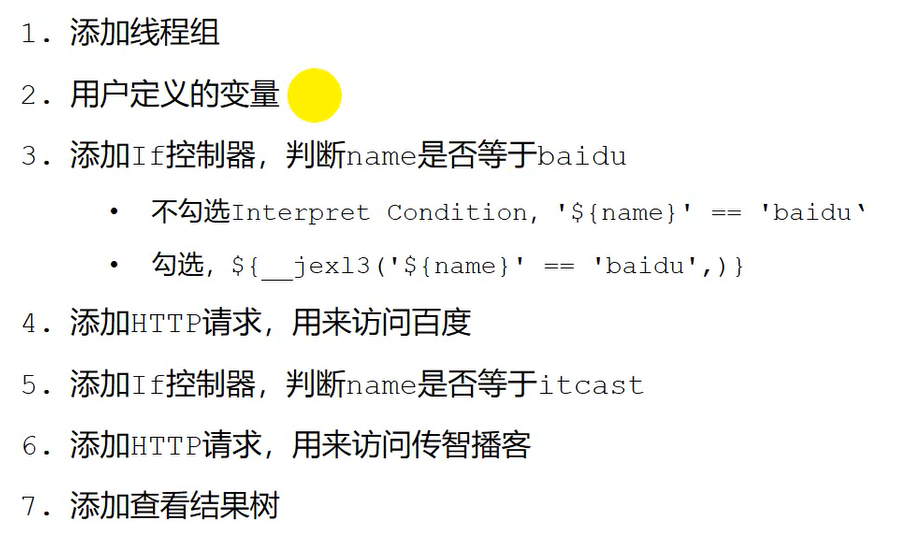 1. 添加线程组
2. 用户定义的变量
3. 添加If控制器，判断name是否等于baidu
• 不勾选Interpret Condition，'${name}' == 'baidu‘
• 勾选，${__jexl3('${name}' == 'baidu',)}
4. 添加HTTP请求，用来访问百度
5. 添加If控制器，判断name是否等于itcast
6. 添加HTTP请求，用来访问传智播客
7. 添加查看结果树